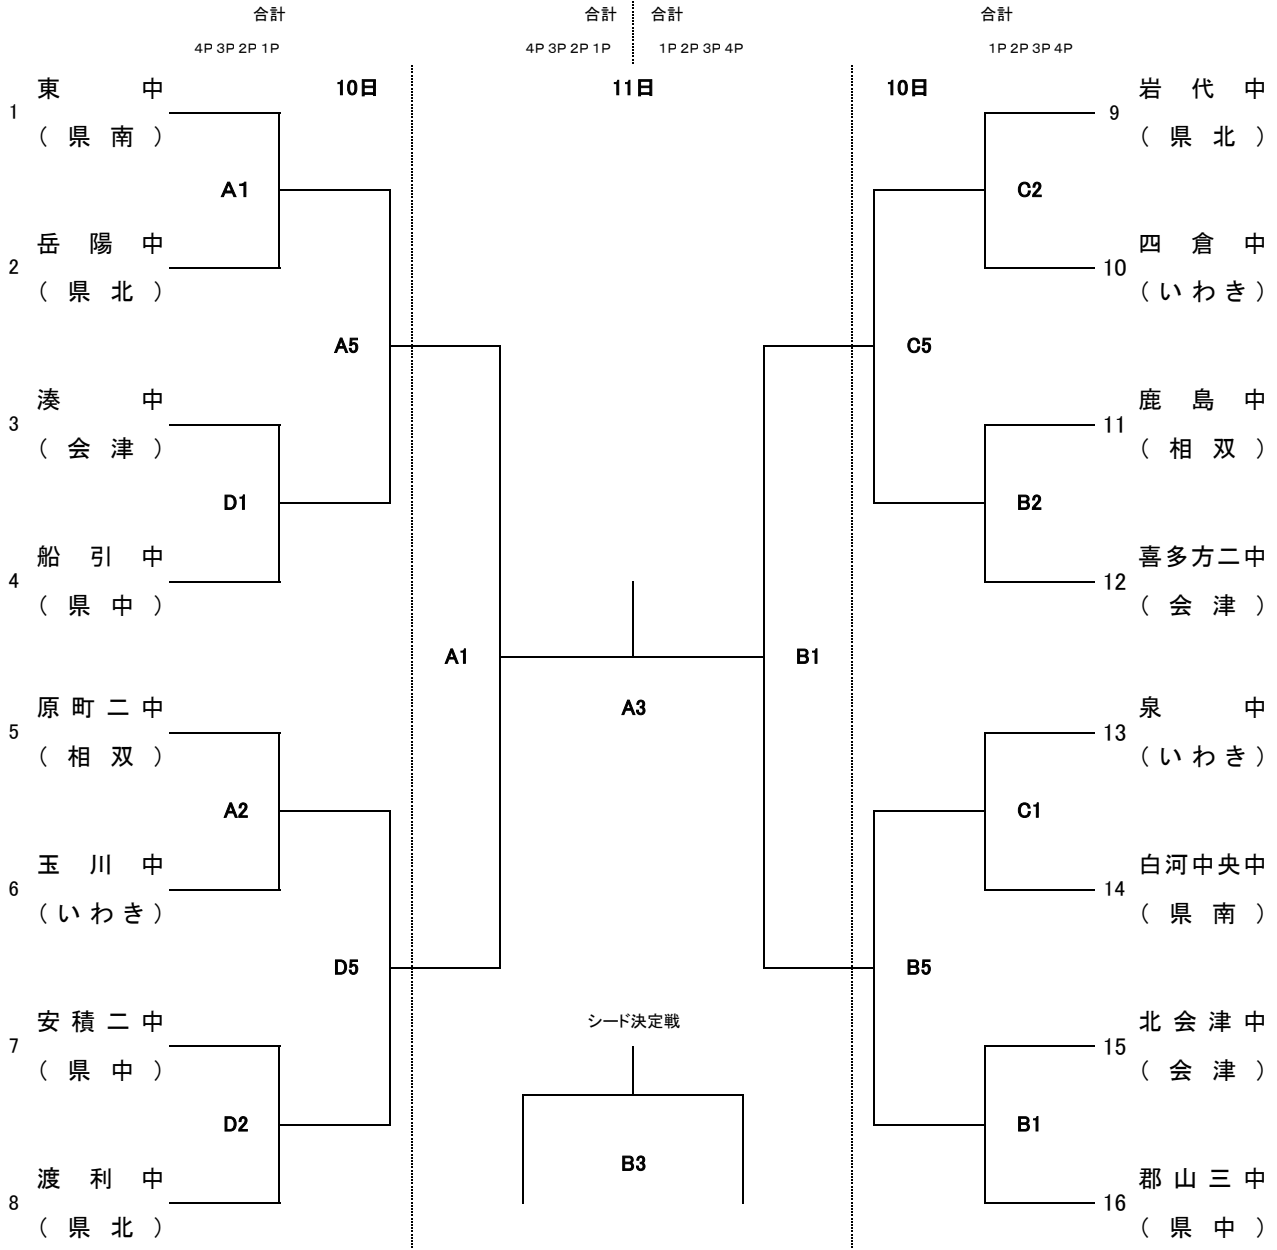 合計 合計 合計 合計
4P 3P 2P 1P 4P 3P 2P 1P 1P 2P 3P 4P 1P 2P 3P 4P
10日 11日 10日
1 東中
(県南)
A1
2 岳陽中
(県北)
A5
3 湊中
(会津)
D1
4 船引中
(県中)
A1
5 原町二中
(相双)
A2
6 玉川中
(いわき)
D5
7 安積二中
(県中)
D2
8 渡利中
(県北)
A3
シード決定戦
B3
9 岩代中
(県北)
C2
10 四倉中
(いわき)
C5
11 鹿島中
(相双)
B2
12 喜多方二中
(会津)
B1
13 泉中
(いわき)
C1
14 白河中央中
(県南)
B5
15 北会津中
(会津)
B1
16 郡山三中
(県中)